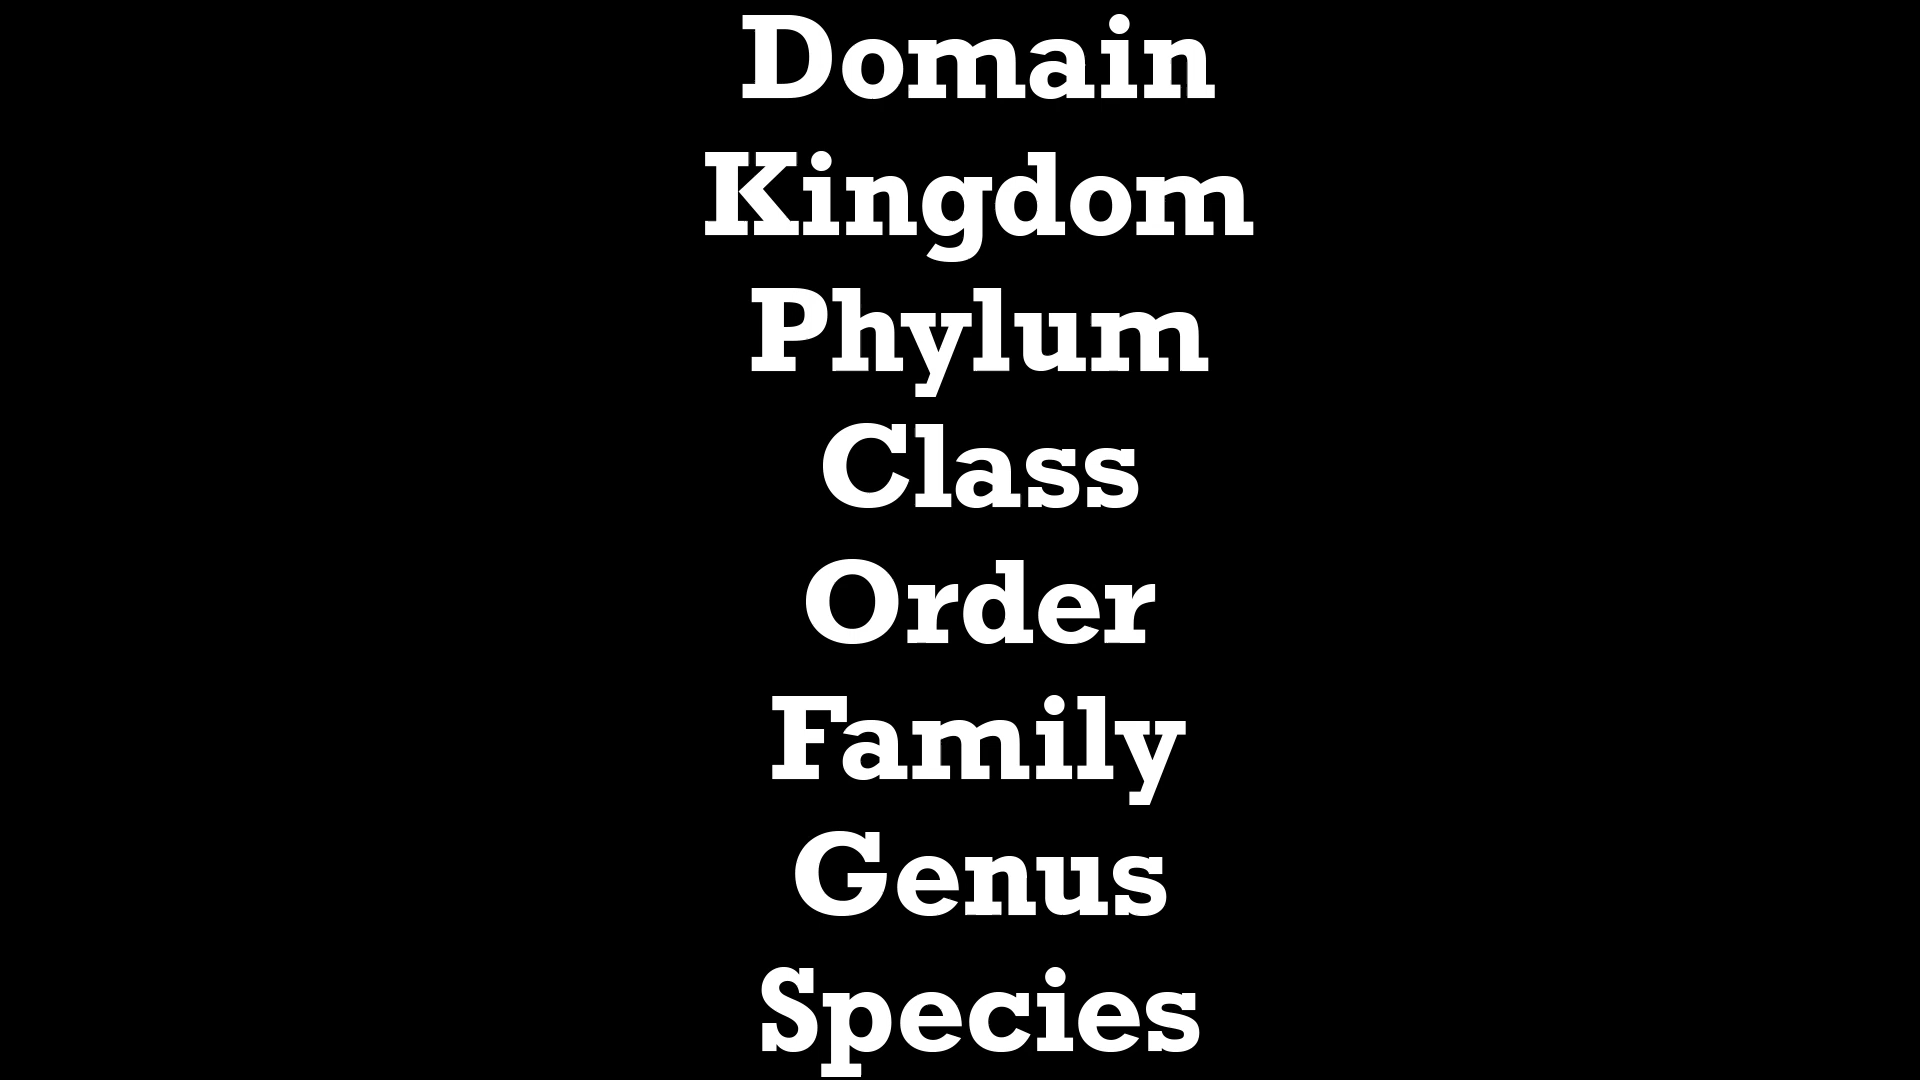 Domain
Kingdom
Phylum
Class
Order
Family
Genus
Species